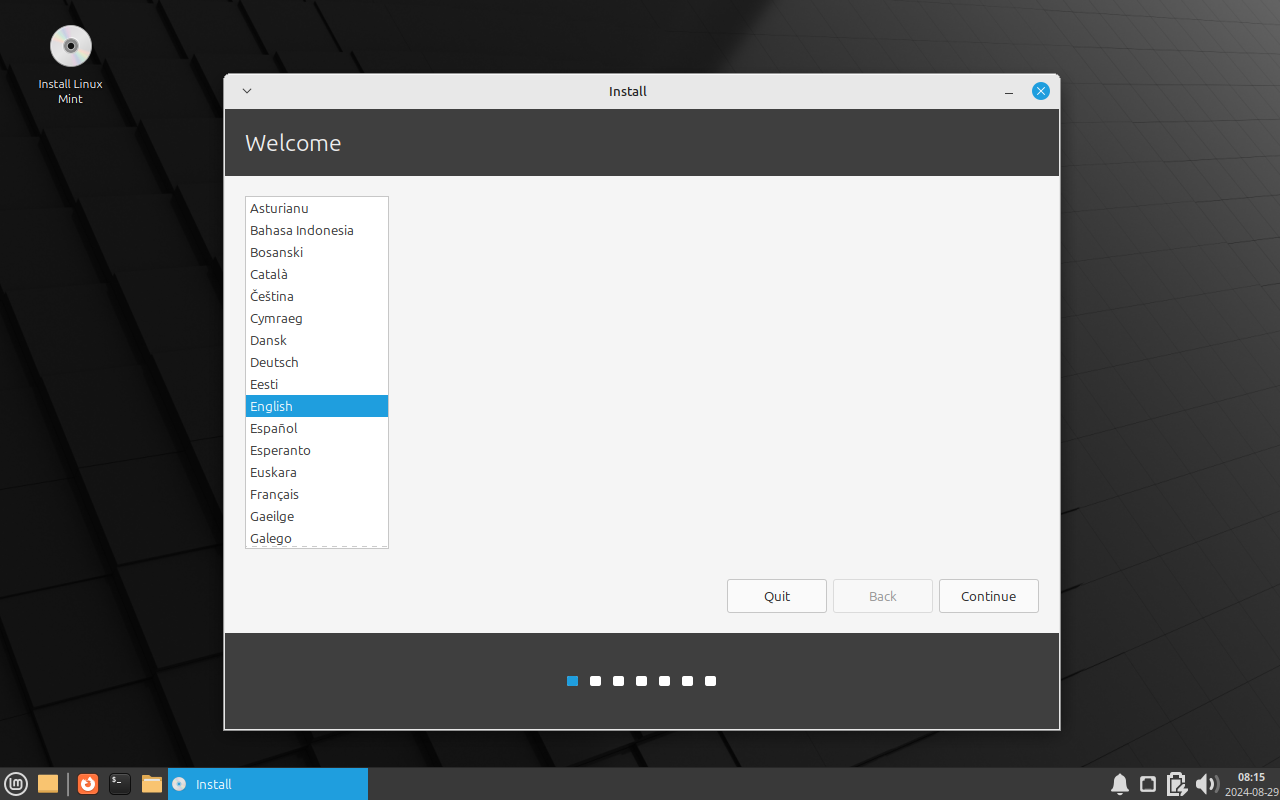 Install Linux
Mint
Install
Welcome
Asturianu
Bahasa Indonesia
Bosanski
Català
Čeština
Cymraeg
Dansk
Deutsch
Eesti
English
Español
Esperanto
Euskara
Français
Gaeilge
Galego
Quit
Back
Continue
$-
Install
08:15
2024-08-29